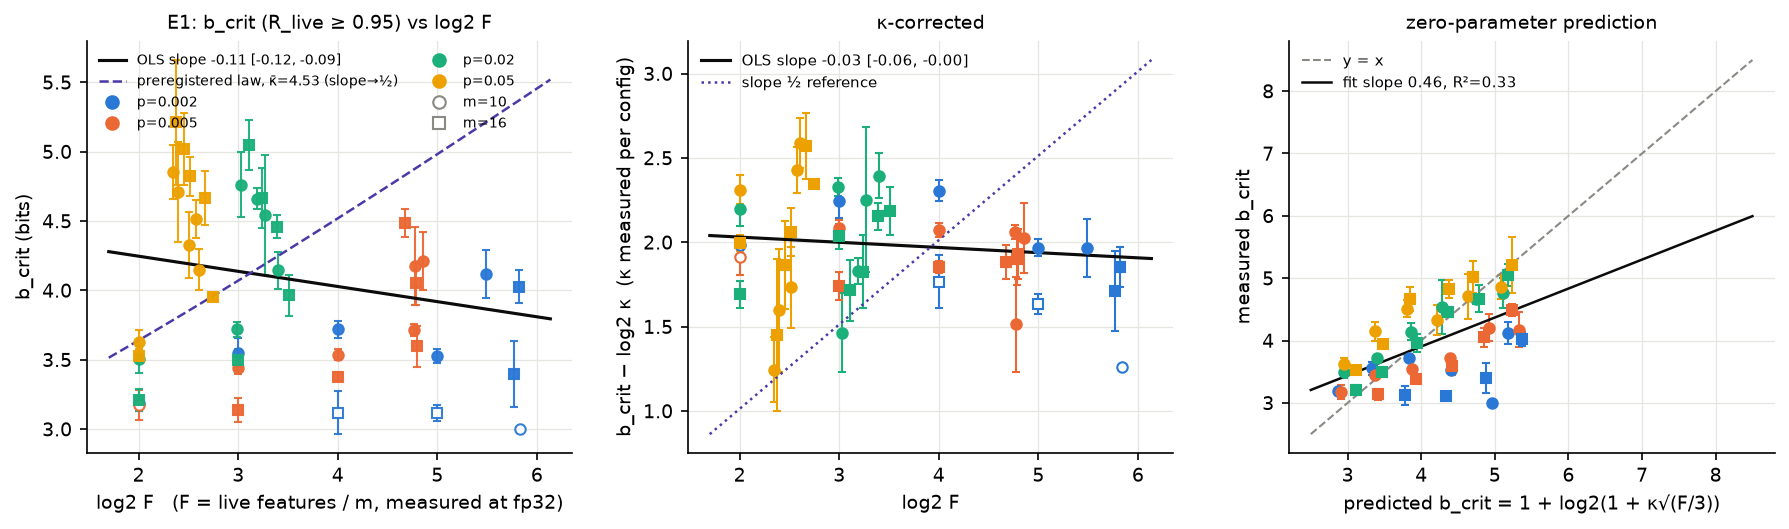 E1: b_crit (R_live ≥ 0.95) vs log2 F
OLS slope -0.11 [-0.12, -0.09]
preregistered law, κ̄=4.53 (slope→½)
p=0.002
p=0.005
p=0.02
p=0.05
m=10
m=16
b_crit (bits)
5.5
5.0
4.5
4.0
3.5
3.0
2 3 4 5 6
log2 F (F = live features / m, measured at fp32)
κ-corrected
OLS slope -0.03 [-0.06, -0.00]
slope ½ reference
b_crit − log2 κ (κ measured per config)
3.0
2.5
2.0
1.5
1.0
2 3 4 5 6
log2 F
zero-parameter prediction
y = x
fit slope 0.46, R²=0.33
measured b_crit
8
7
6
5
4
3
3 4 5 6 7 8
predicted b_crit = 1 + log2(1 + κ√(F/3))